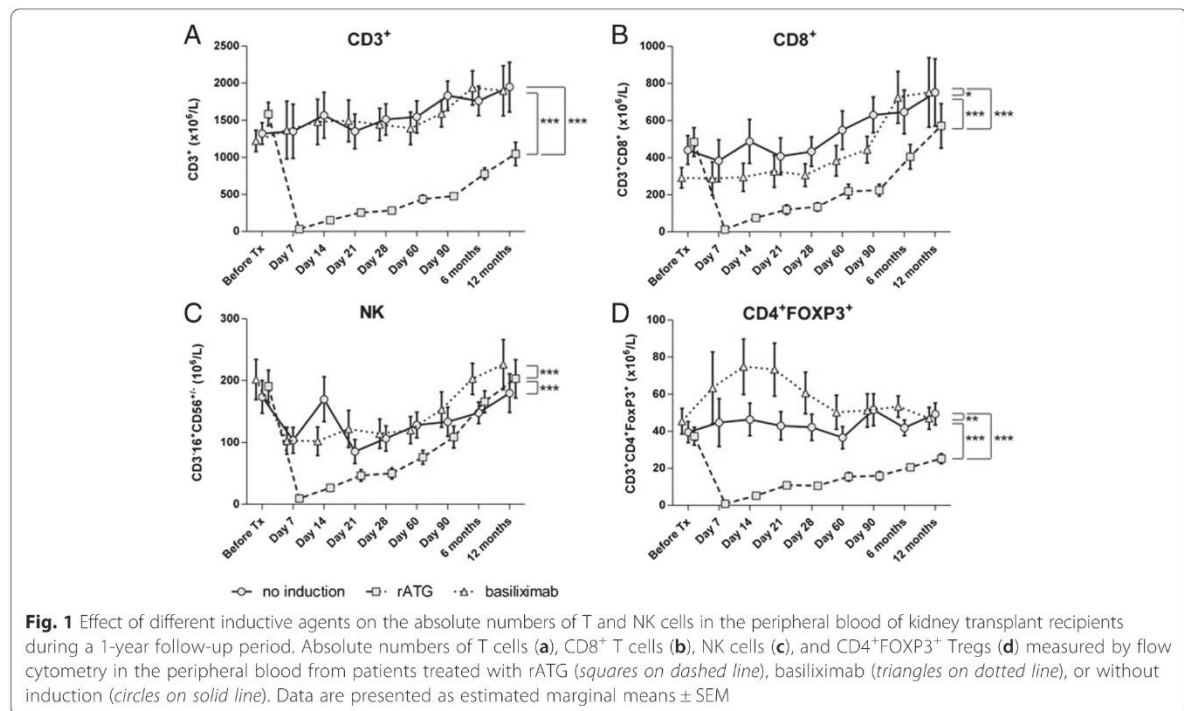 A
CD3+
CD3+ (x10^6/L)
2500
2000
1500
1000
500
0
Before Tx
Day 7
Day 14
Day 21
Day 28
Day 60
Day 90
6 months
12 months
***
***
B
CD8+
CD3+CD8+ (x10^6/L)
1000
800
600
400
200
0
Before Tx
Day 7
Day 14
Day 21
Day 28
Day 60
Day 90
6 months
12 months
*
***
***
C
NK
CD3-16+CD56+/- (10^6/L)
300
200
100
0
Before Tx
Day 7
Day 14
Day 21
Day 28
Day 60
Day 90
6 months
12 months
***
***
D
CD4+FOXP3+
CD3+CD4+FoxP3+ (x10^6/L)
100
80
60
40
20
0
Before Tx
Day 7
Day 14
Day 21
Day 28
Day 60
Day 90
6 months
12 months
**
***
***
no induction rATG basiliximab
Fig. 1 Effect of different inductive agents on the absolute numbers of T and NK cells in the peripheral blood of kidney transplant recipients
during a 1-year follow-up period. Absolute numbers of T cells (a), CD8+ T cells (b), NK cells (c), and CD4+FOXP3+ Tregs (d) measured by flow
cytometry in the peripheral blood from patients treated with rATG (squares on dashed line), basiliximab (triangles on dotted line), or without
induction (circles on solid line). Data are presented as estimated marginal means ± SEM